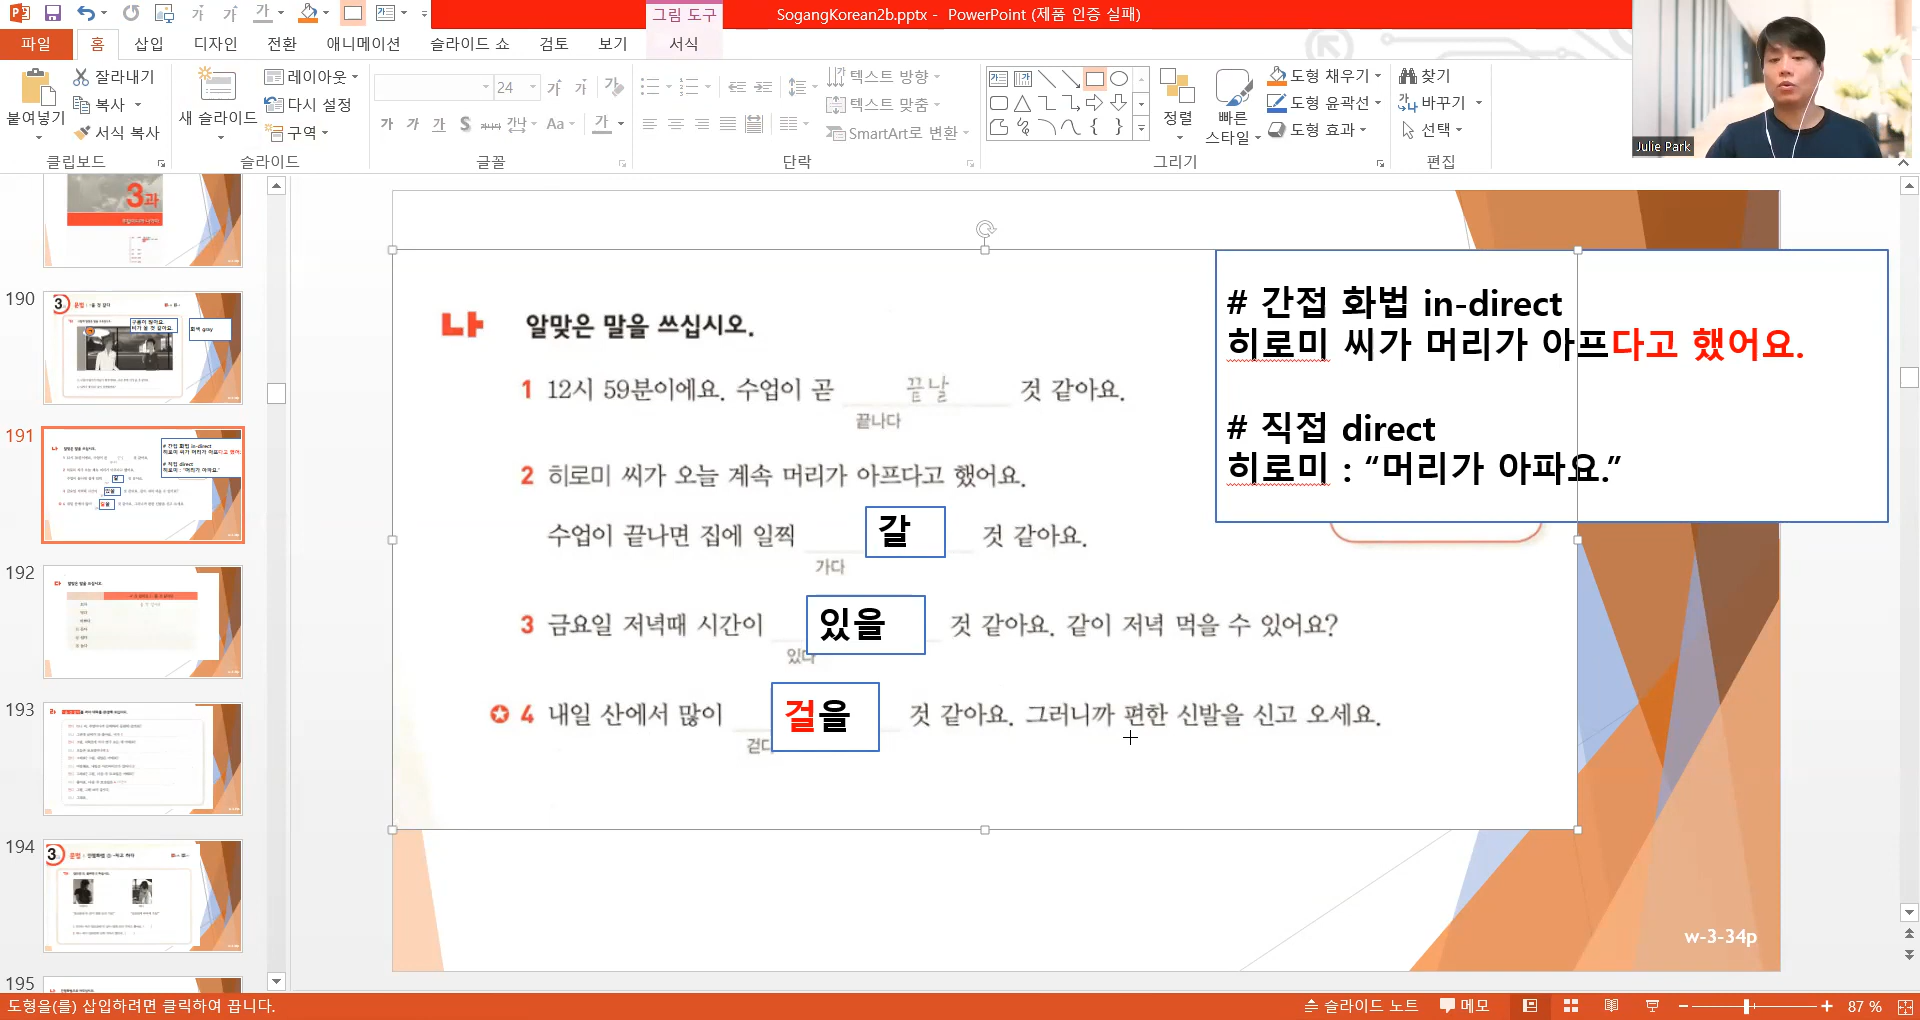 그림 도구
SogangKorean2b.pptx - PowerPoint (제품 인증 실패)
파일 홈 삽입 디자인 전환 애니메이션 슬라이드 쇼 검토 보기 서식
잘라내기
복사
서식 복사
붙여넣기
클립보드
새 슬라이드
레이아웃
다시 설정
구역
슬라이드
24
글꼴
텍스트 방향
텍스트 맞춤
SmartArt로 변환
단락
정렬
빠른 스타일
도형 채우기
도형 윤곽선
도형 효과
그리기
찾기
바꾸기
선택
편집
Julie Park
3과
190
191
192
193
194
195
나 알맞은 말을 쓰십시오.
1 12시 59분이에요. 수업이 곧 끝날 것 같아요.
끝나다
2 히로미 씨가 오늘 계속 머리가 아프다고 했어요.
수업이 끝나면 집에 일찍 갈 것 같아요.
가다
3 금요일 저녁때 시간이 있을 것 같아요. 같이 저녁 먹을 수 있어요?
있다
4 내일 산에서 많이 걸을 것 같아요. 그러니까 편한 신발을 신고 오세요.
걷다
# 간접 화법 in-direct
히로미 씨가 머리가 아프다고 했어요.
# 직접 direct
히로미 : “머리가 아파요.”
w-3-34p
도형을(를) 삽입하려면 클릭하여 끕니다.
슬라이드 노트 메모 87 %